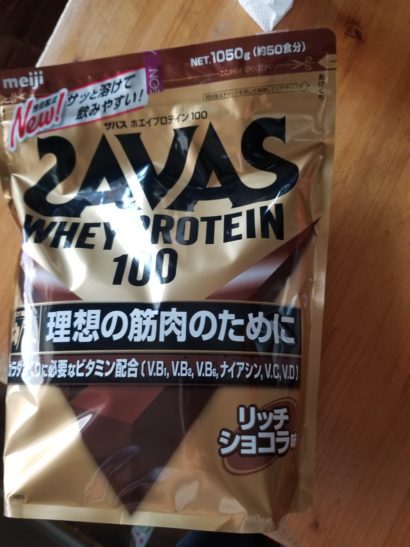 NET.1050g (約50食分)
meiji
New!
サッと溶けて
飲みやすい!
ザバス ホエイプロテイン100
SAVAS
WHEY PROTEIN
100
理想の筋肉のために
に必要なビタミン配合(V.B1, V.B2, V.B6, ナイアシン, V.C, V.D)
リッチ
ショコラ味